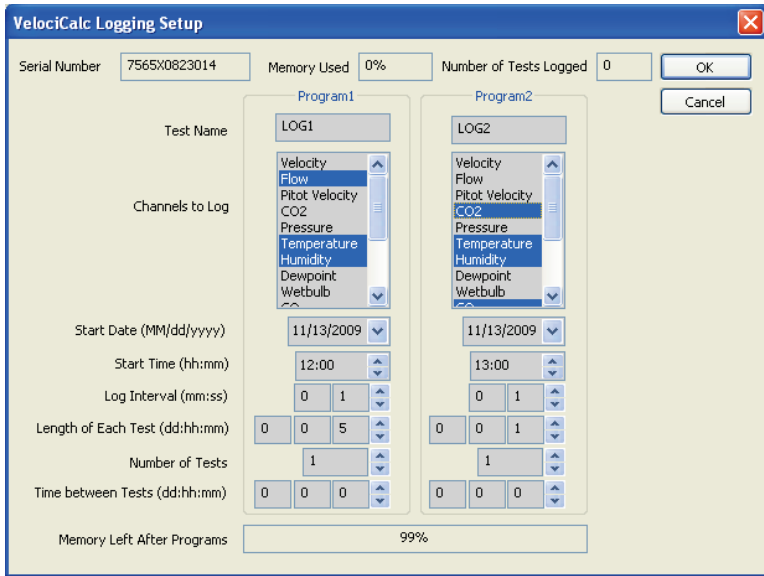 VelociCalc Logging Setup
Serial Number 7565X0823014 Memory Used 0% Number of Tests Logged 0 OK
Cancel
Program1 Program2
Test Name LOG1 LOG2
Channels to Log
Velocity
Flow
Pitot Velocity
CO2
Pressure
Temperature
Humidity
Dewpoint
Wetbulb
Velocity
Flow
Pitot Velocity
CO2
Pressure
Temperature
Humidity
Dewpoint
Wetbulb
Start Date (MM/dd/yyyy) 11/13/2009 11/13/2009
Start Time (hh:mm) 12:00 13:00
Log Interval (mm:ss) 0 1 0 1
Length of Each Test (dd:hh:mm) 0 0 5 0 0 1
Number of Tests 1 1
Time between Tests (dd:hh:mm) 0 0 0 0 0 0
Memory Left After Programs 99%